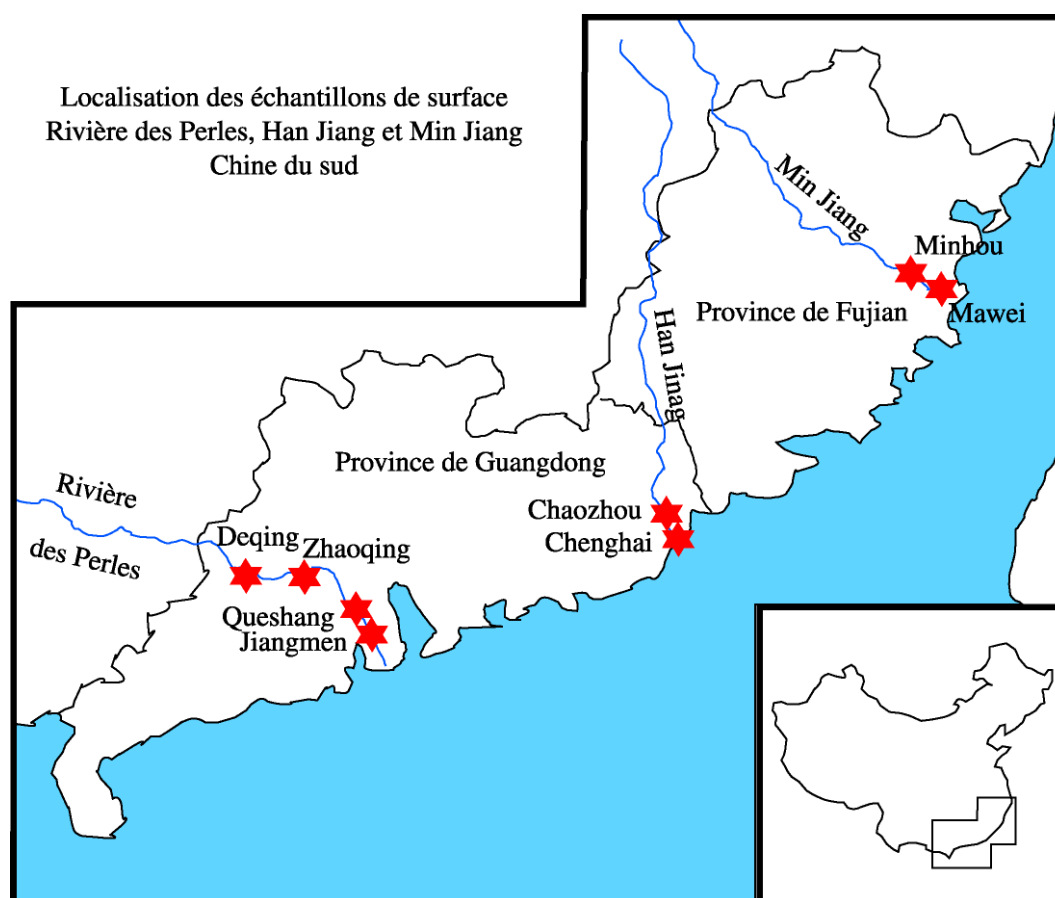 Localisation des échantillons de surface
Rivière des Perles, Han Jiang et Min Jiang
Chine du sud
Min Jiang
Minhou
Mawei
Province de Fujian
Han Jinag
Province de Guangdong
Chaozhou
Chenghai
Rivière
des Perles
Deqing
Zhaoqing
Queshang
Jiangmen